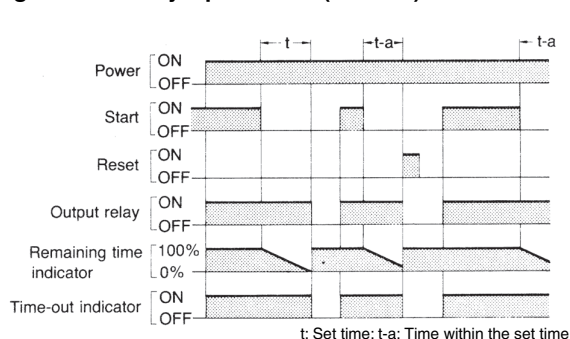 t
t-a
t-a
Power
ON
OFF
Start
ON
OFF
Reset
ON
OFF
Output relay
ON
OFF
Remaining time
indicator
100%
0%
Time-out indicator
ON
OFF
t: Set time; t-a: Time within the set time